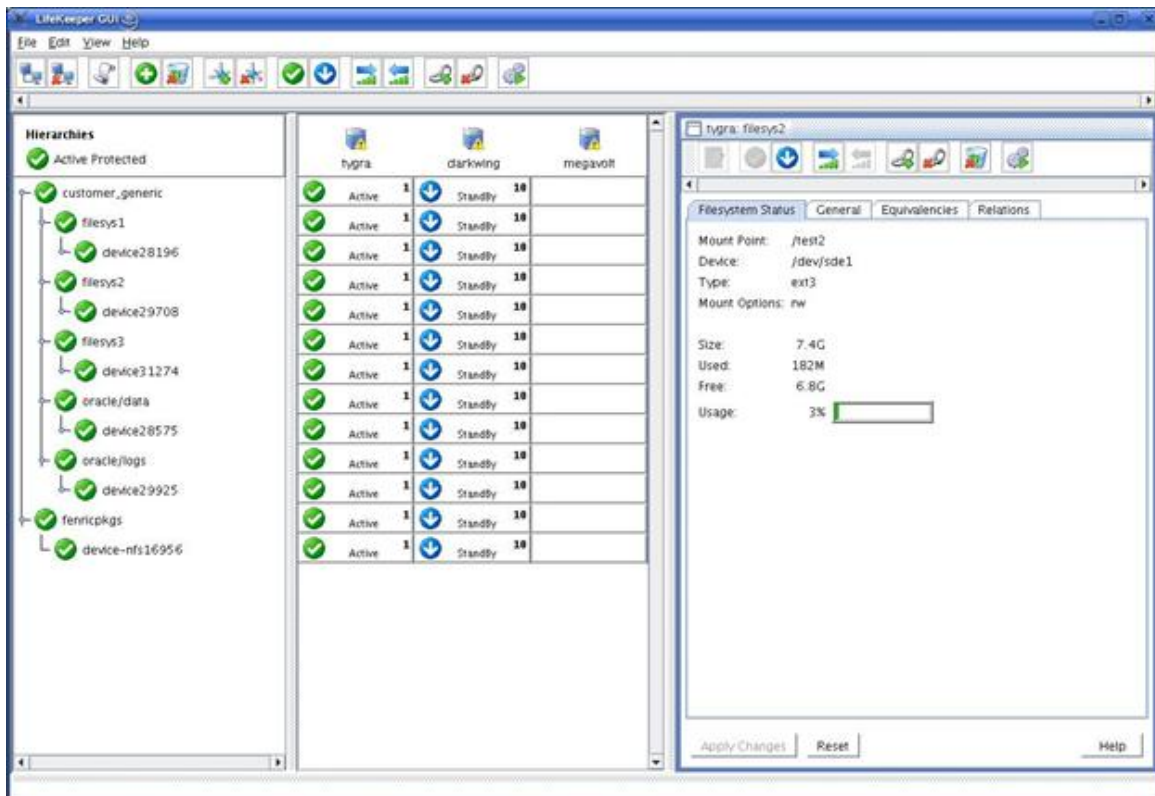 LifeKeeper GUI
File Edit View Help
Hierarchies
Active Protected
tygra darkwing megavolt
customer_generic Active 1 StandBy 10
filesys1 Active 1 StandBy 10
device28196 Active 1 StandBy 10
filesys2 Active 1 StandBy 10
device29708 Active 1 StandBy 10
filesys3 Active 1 StandBy 10
device31274 Active 1 StandBy 10
oracle/data Active 1 StandBy 10
device28575 Active 1 StandBy 10
oracle/logs Active 1 StandBy 10
device29925 Active 1 StandBy 10
fenricpkgs Active 1 StandBy 10
device-nfs16956 Active 1 StandBy 10
tygra: filesys2
Filesystem Status General Equivalencies Relations
Mount Point: /test2
Device: /dev/sde1
Type: ext3
Mount Options: rw
Size: 7.4G
Used: 182M
Free: 6.8G
Usage: 3%
Apply Changes Reset Help